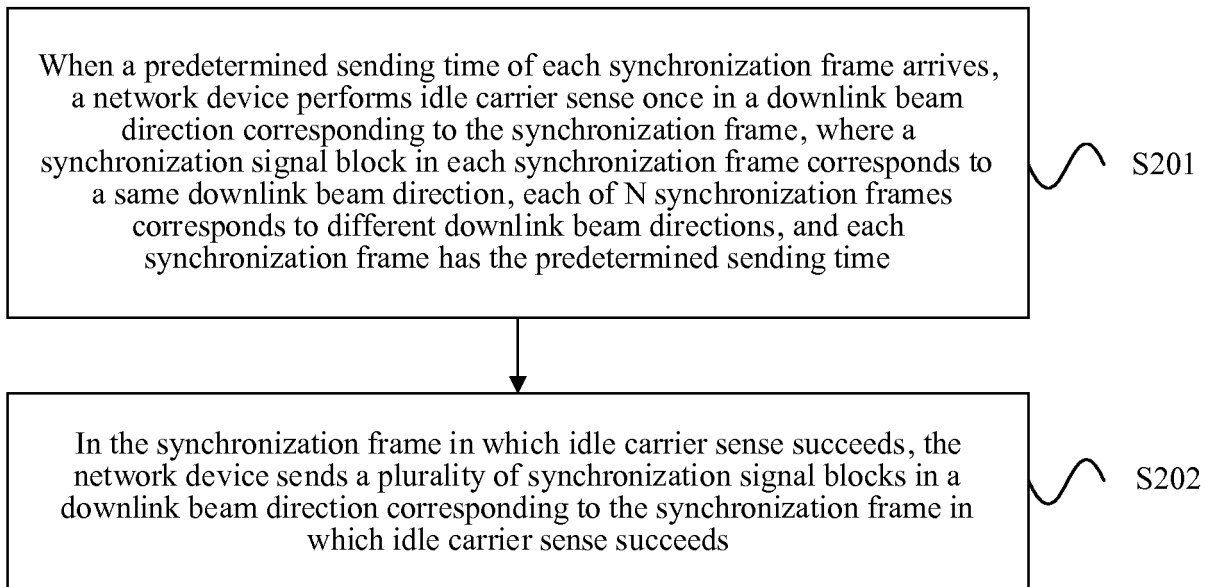 When a predetermined sending time of each synchronization frame arrives,
a network device performs idle carrier sense once in a downlink beam
direction corresponding to the synchronization frame, where a
synchronization signal block in each synchronization frame corresponds to
a same downlink beam direction, each of N synchronization frames
corresponds to different downlink beam directions, and each
synchronization frame has the predetermined sending time
S201
In the synchronization frame in which idle carrier sense succeeds, the
network device sends a plurality of synchronization signal blocks in a
downlink beam direction corresponding to the synchronization frame in
which idle carrier sense succeeds
S202